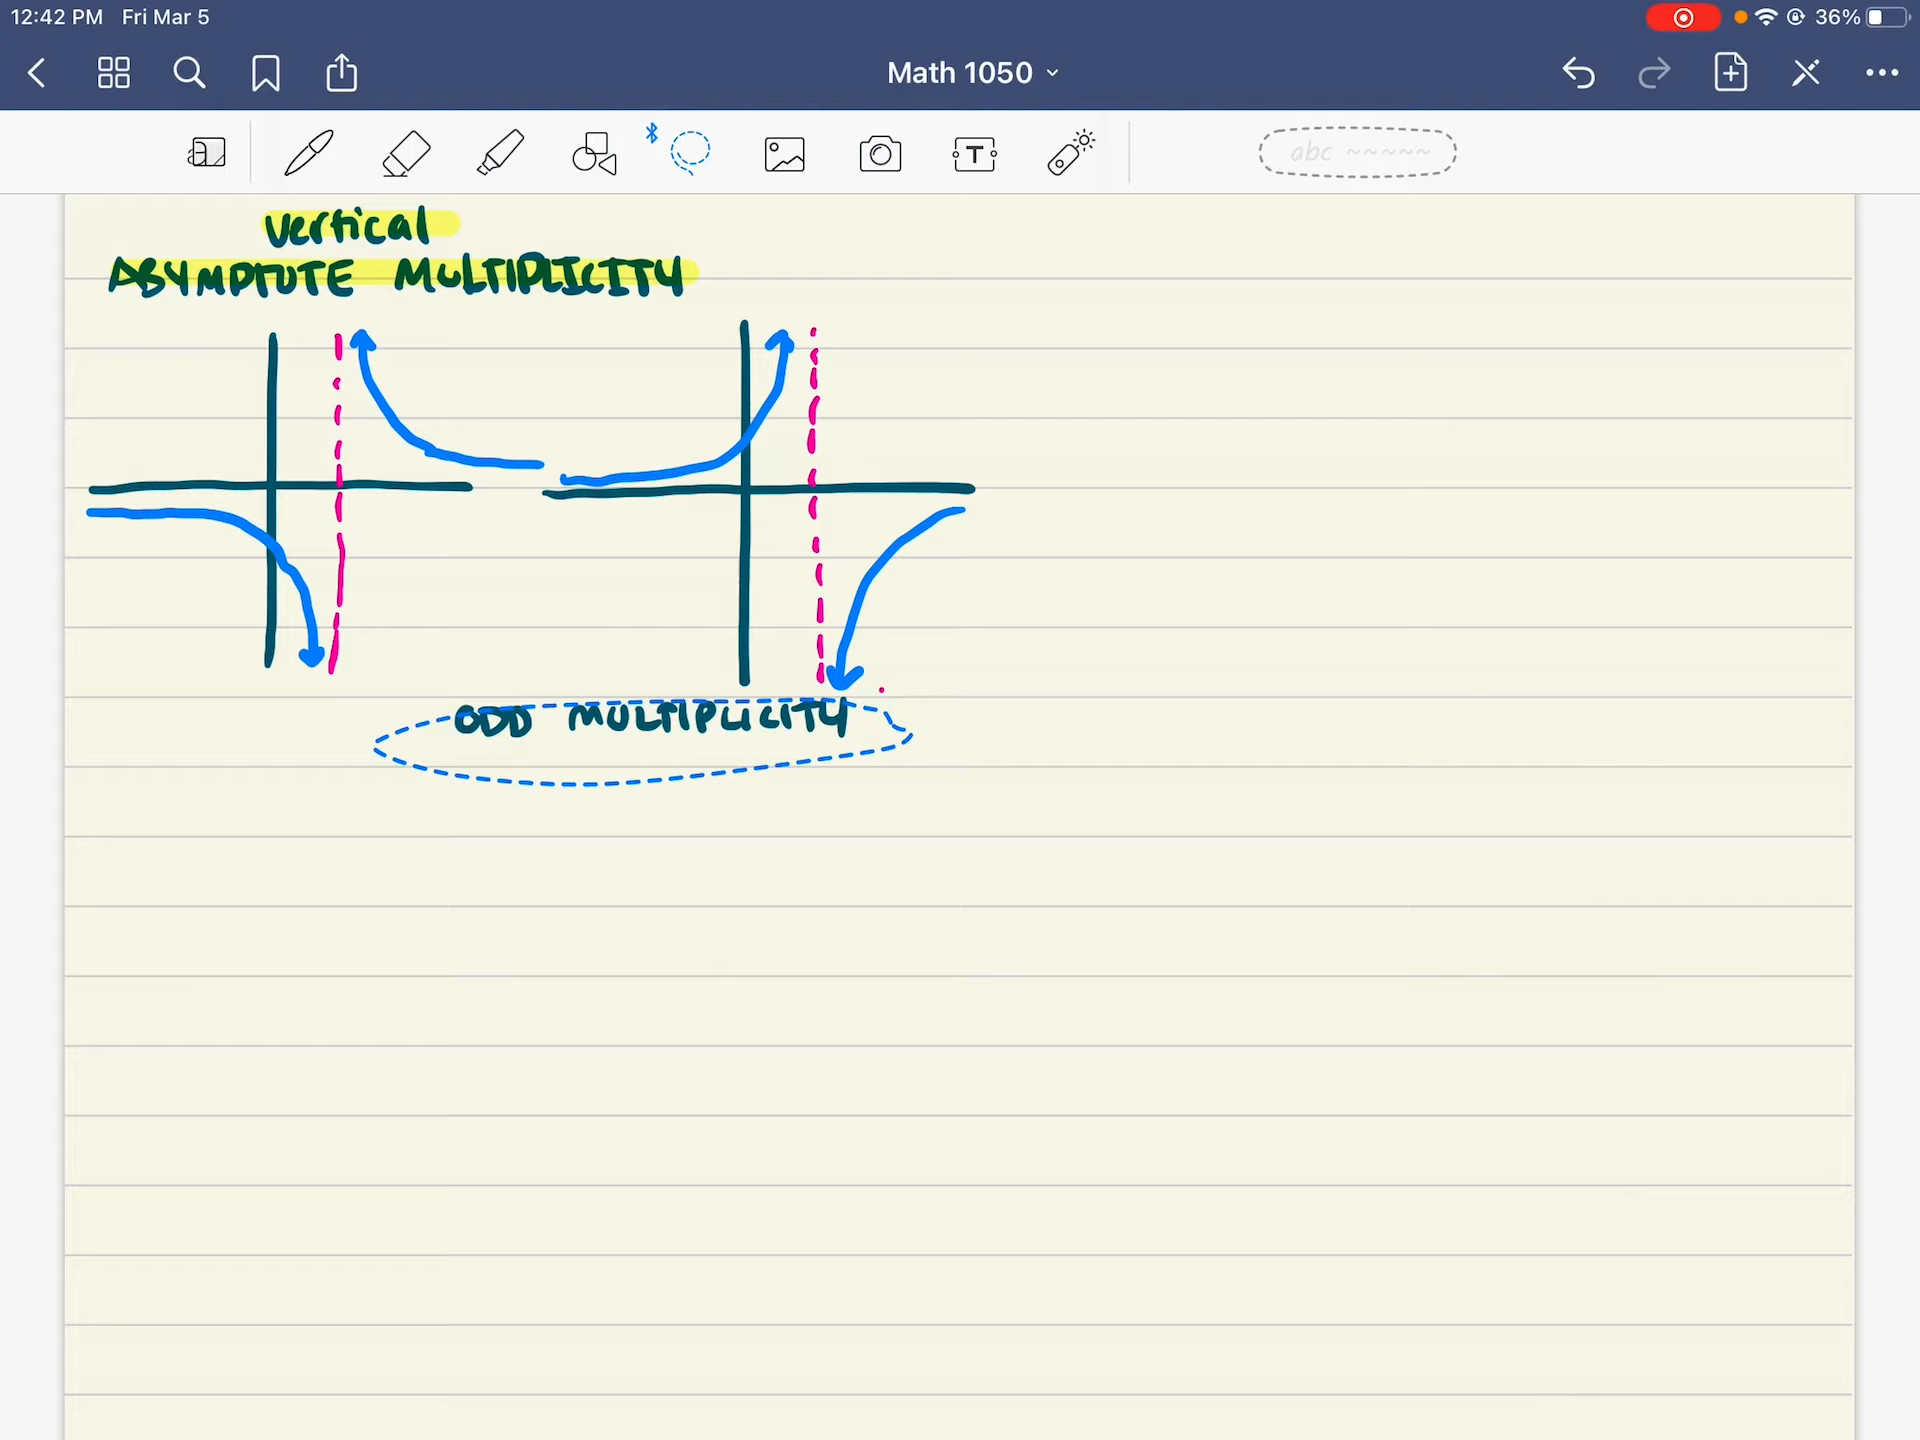 12:42 PM Fri Mar 5
36%
Math 1050
abc
Vertical
ASYMPTOTE MULTIPLICITY
ODD MULTIPLICITY